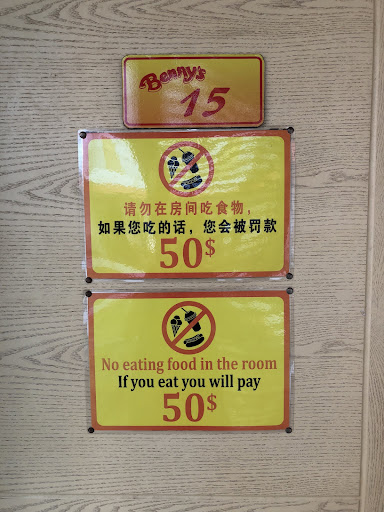 Benny's
15
请勿在房间吃食物,
如果您吃的话，您会被罚款
50$
No eating food in the room
If you eat you will pay
50$